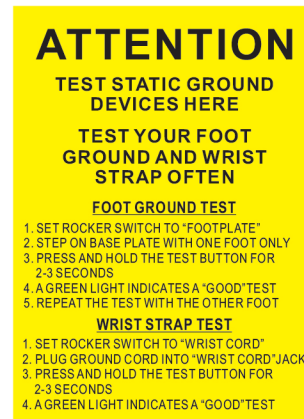 ATTENTION
TEST STATIC GROUND
DEVICES HERE
TEST YOUR FOOT
GROUND AND WRIST
STRAP OFTEN
FOOT GROUND TEST
1. SET ROCKER SWITCH TO “FOOTPLATE”
2. STEP ON BASE PLATE WITH ONE FOOT ONLY
3. PRESS AND HOLD THE TEST BUTTON FOR
2-3 SECONDS
4. A GREEN LIGHT INDICATES A “GOOD”TEST
5. REPEAT THE TEST WITH THE OTHER FOOT
WRIST STRAP TEST
1. SET ROCKER SWITCH TO “WRIST CORD”
2. PLUG GROUND CORD INTO “WRIST CORD”JACK
3. PRESS AND HOLD THE TEST BUTTON FOR
2-3 SECONDS
4. A GREEN LIGHT INDICATES A “GOOD”TEST